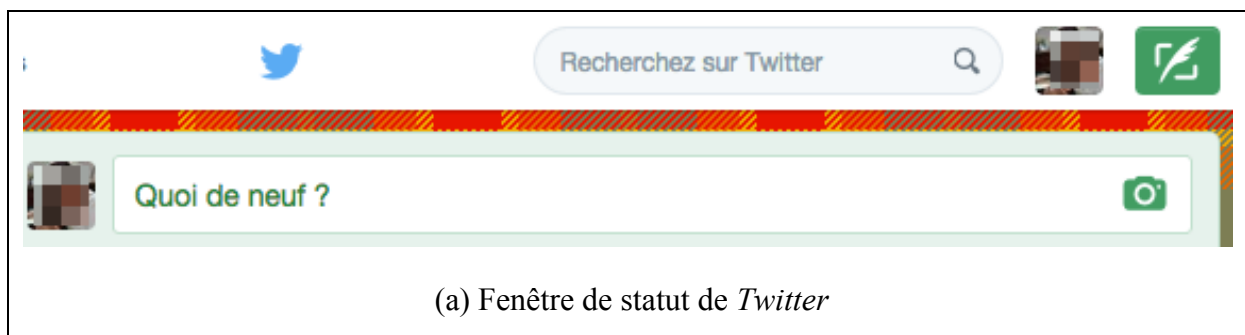 Recherchez sur Twitter
Quoi de neuf ?
(a) Fenêtre de statut de Twitter